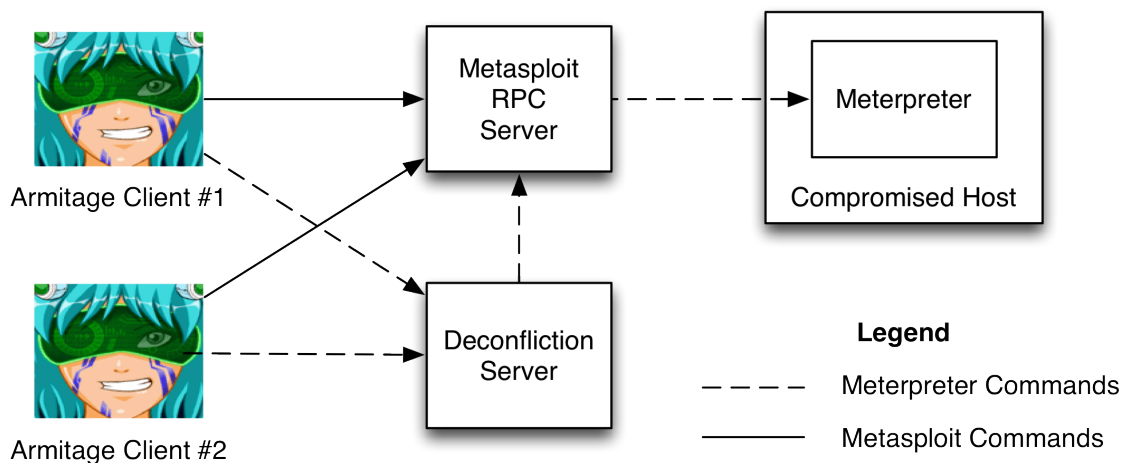 Metasploit
RPC
Server
Meterpreter
Compromised Host
Armitage Client #1
Deconfliction
Server
Armitage Client #2
Legend
Meterpreter Commands
Metasploit Commands